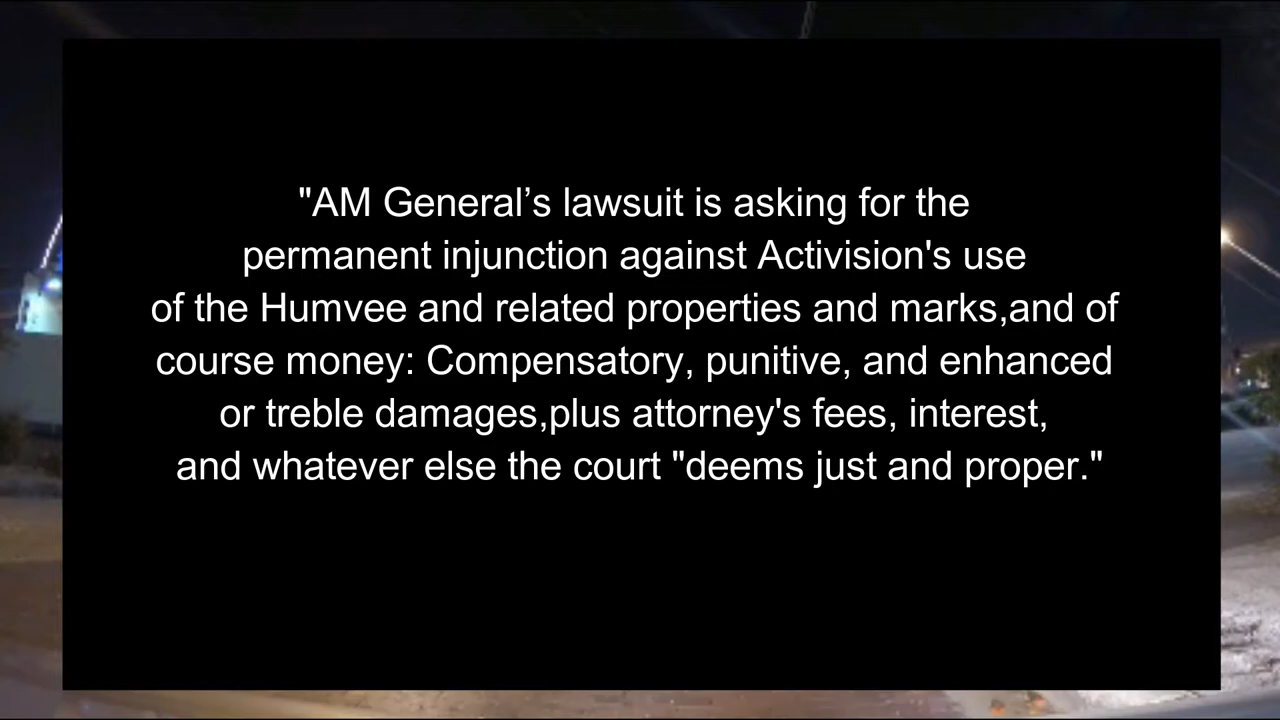 "AM General’s lawsuit is asking for the
permanent injunction against Activision's use
of the Humvee and related properties and marks,and of
course money: Compensatory, punitive, and enhanced
or treble damages,plus attorney's fees, interest,
and whatever else the court "deems just and proper."